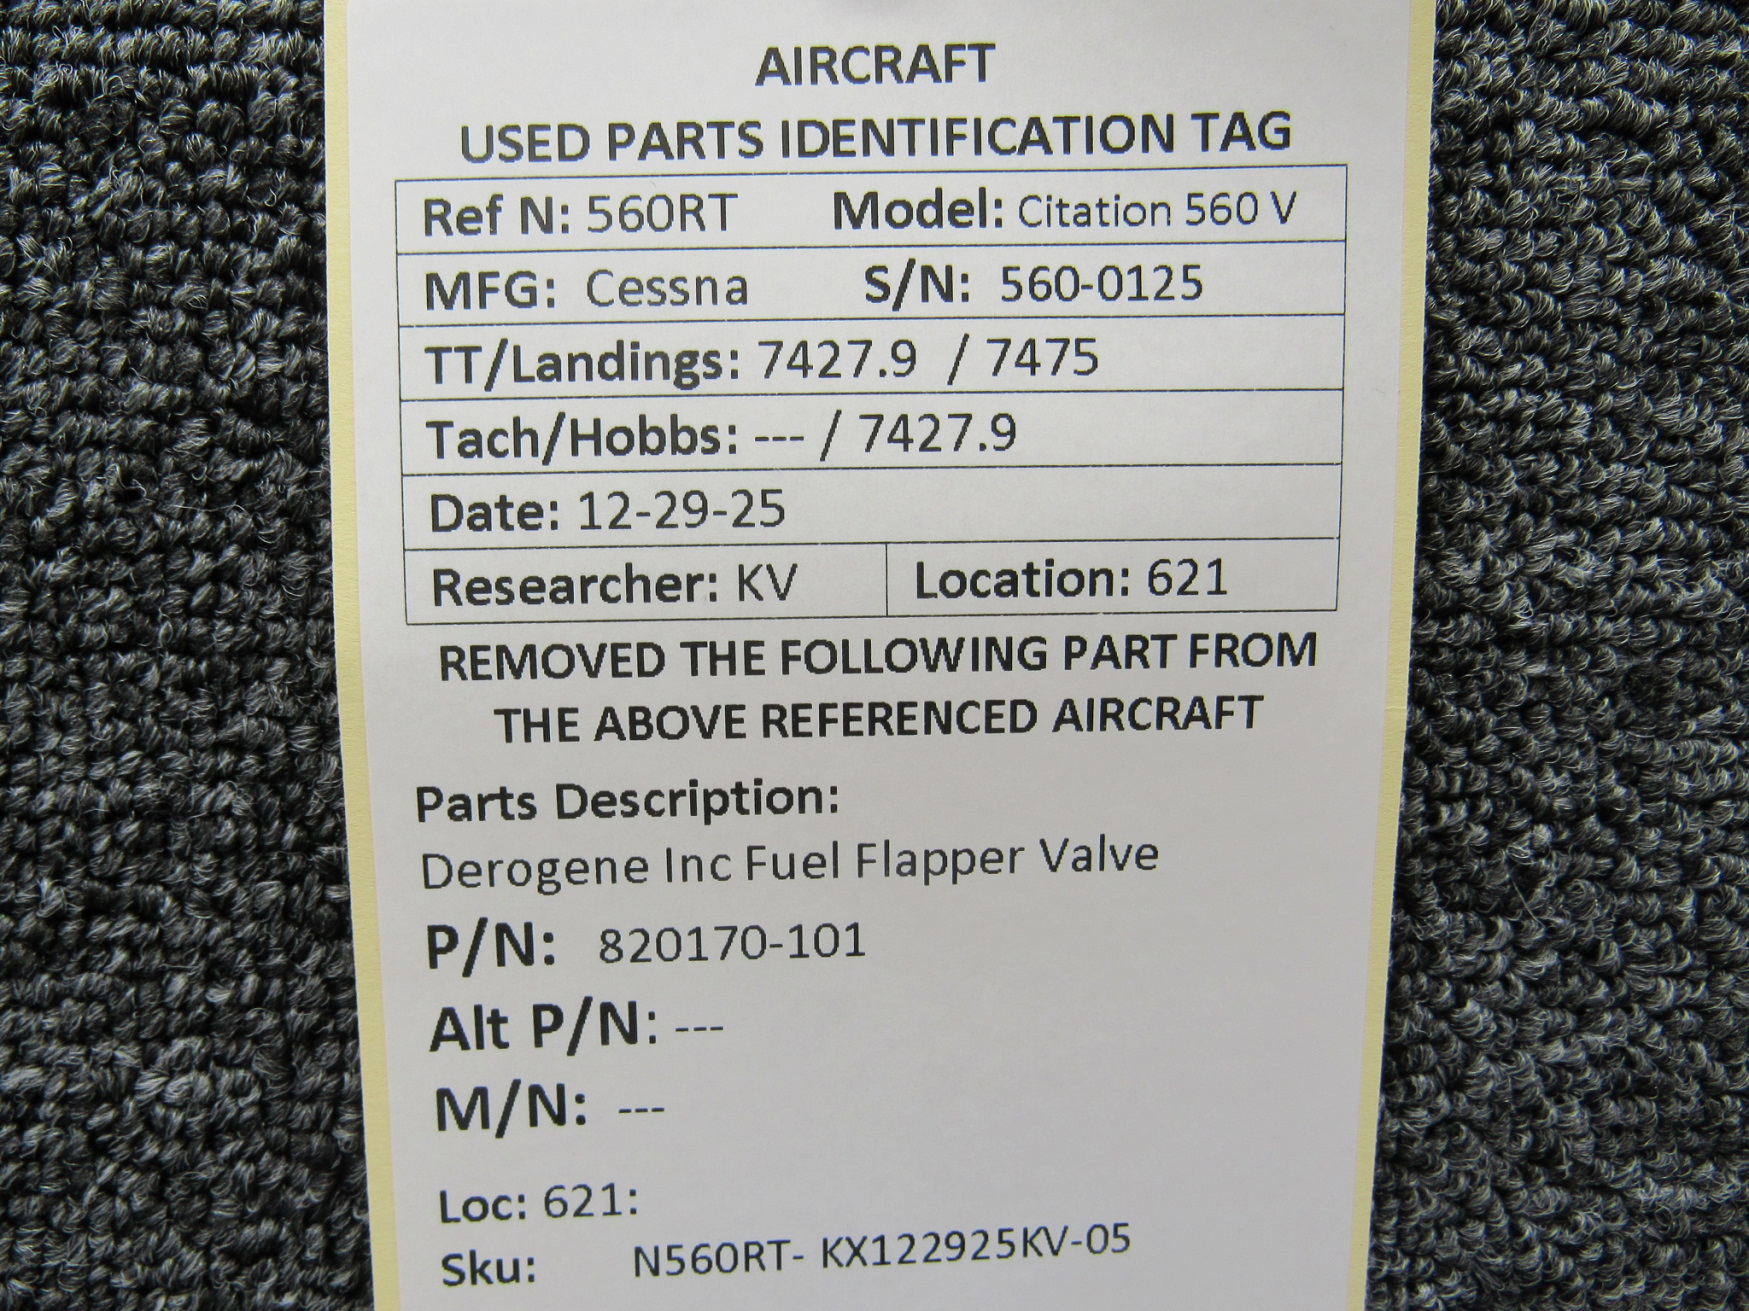 AIRCRAFT
USED PARTS IDENTIFICATION TAG
Ref N: 560RT Model: Citation 560 V
MFG: Cessna S/N: 560-0125
TT/Landings: 7427.9 / 7475
Tach/Hobbs: --- / 7427.9
Date: 12-29-25
Researcher: KV Location: 621
REMOVED THE FOLLOWING PART FROM
THE ABOVE REFERENCED AIRCRAFT
Parts Description:
Derogene Inc Fuel Flapper Valve
P/N: 820170-101
Alt P/N: ---
M/N: ---
Loc: 621:
Sku: N560RT- KX122925KV-05